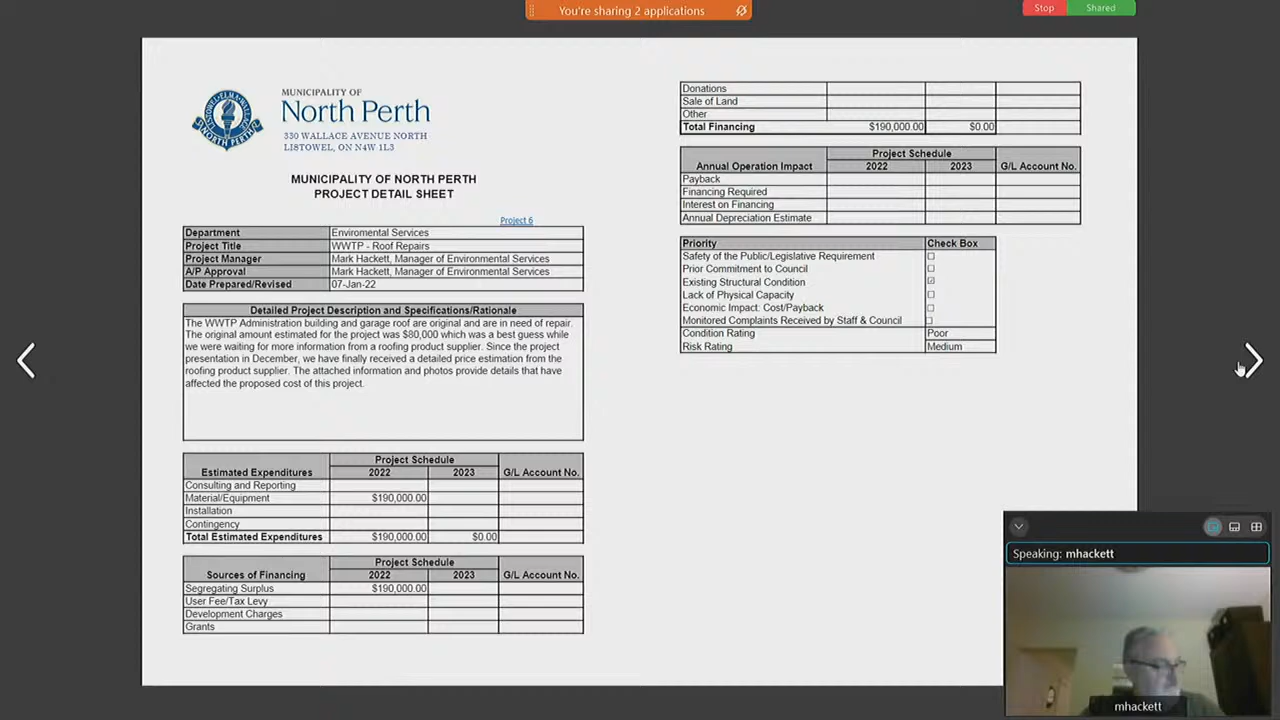 You're sharing 2 applications
Stop
Shared
MUNICIPALITY OF
North Perth
330 WALLACE AVENUE NORTH
LISTOWEL, ON N4W 1L3
MUNICIPALITY OF NORTH PERTH
PROJECT DETAIL SHEET
Project 6
Department Enviromental Services
Project Title WWTP - Roof Repairs
Project Manager Mark Hackett, Manager of Environmental Services
A/P Approval Mark Hackett, Manager of Environmental Services
Date Prepared/Revised 07-Jan-22
Detailed Project Description and Specifications/Rationale
The WWTP Administration building and garage roof are original and are in need of repair.
The original amount estimated for the project was $80,000 which was a best guess while
we were waiting for more information from a roofing product supplier. Since the project
presentation in December, we have finally received a detailed price estimation from the
roofing product supplier. The attached information and photos provide details that have
affected the proposed cost of this project.
Project Schedule
Estimated Expenditures 2022 2023 G/L Account No.
Consulting and Reporting
Material/Equipment $190,000.00
Installation
Contingency
Total Estimated Expenditures $190,000.00 $0.00
Project Schedule
Sources of Financing 2022 2023 G/L Account No.
Segregating Surplus $190,000.00
User Fee/Tax Levy
Development Charges
Grants
Donations
Sale of Land
Other
Total Financing $190,000.00 $0.00
Project Schedule
Annual Operation Impact 2022 2023 G/L Account No.
Payback
Financing Required
Interest on Financing
Annual Depreciation Estimate
Priority Check Box
Safety of the Public/Legislative Requirement
Prior Commitment to Council
Existing Structural Condition
Lack of Physical Capacity
Economic Impact: Cost/Payback
Monitored Complaints Received by Staff & Council
Condition Rating Poor
Risk Rating Medium
Speaking: mhackett
mhackett